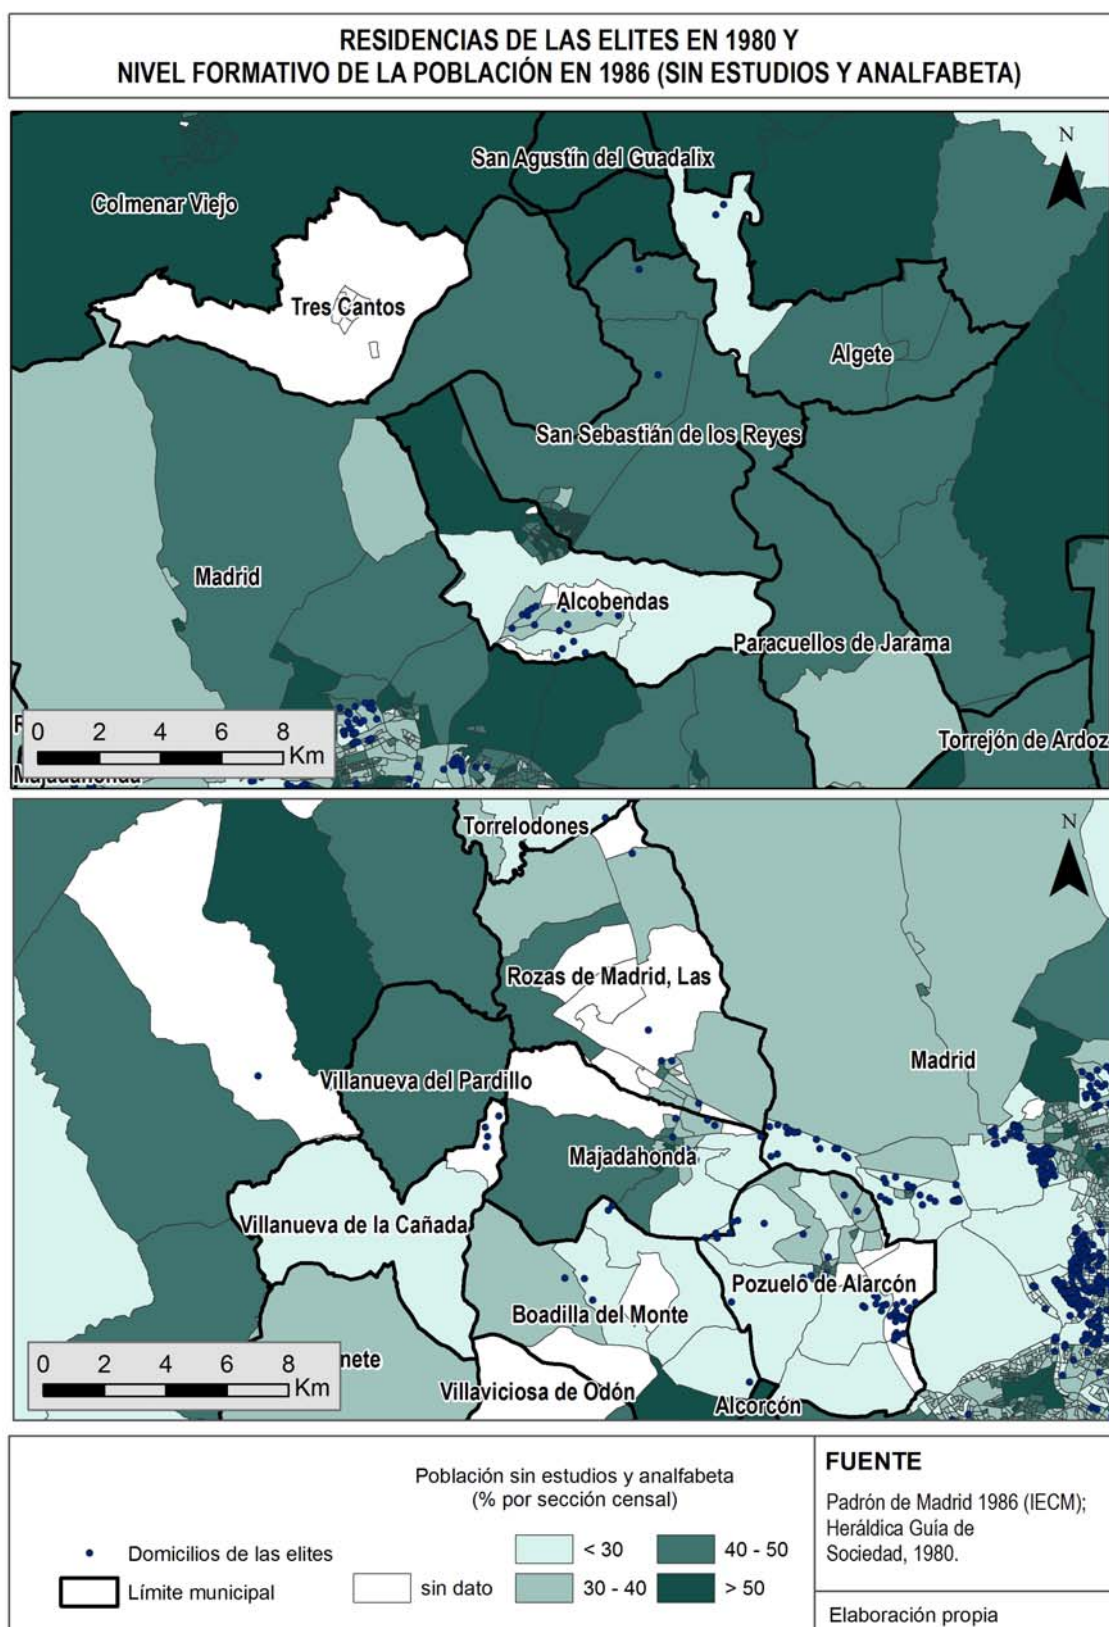 RESIDENCIAS DE LAS ELITES EN 1980 Y
NIVEL FORMATIVO DE LA POBLACIÓN EN 1986 (SIN ESTUDIOS Y ANALFABETA)
San Agustín del Guadalix
N
Colmenar Viejo
Tres Cantos
Algete
San Sebastián de los Reyes
Madrid
Alcobendas
Paracuellos de Jarama
Torrejón de Ardoz
0 2 4 6 8
Km
Majadahonda
Torrelodones
N
Rozas de Madrid, Las
Madrid
Villanueva del Pardillo
Majadahonda
Villanueva de la Cañada
Pozuelo de Alarcón
Boadilla del Monte
nete
Villaviciosa de Odón
Alcorcón
0 2 4 6 8
Km
Población sin estudios y analfabeta
(% por sección censal)
Domicilios de las elites
Límite municipal
sin dato
< 30
30 - 40
40 - 50
> 50
FUENTE
Padrón de Madrid 1986 (IECM);
Heráldica Guía de
Sociedad, 1980.
Elaboración propia